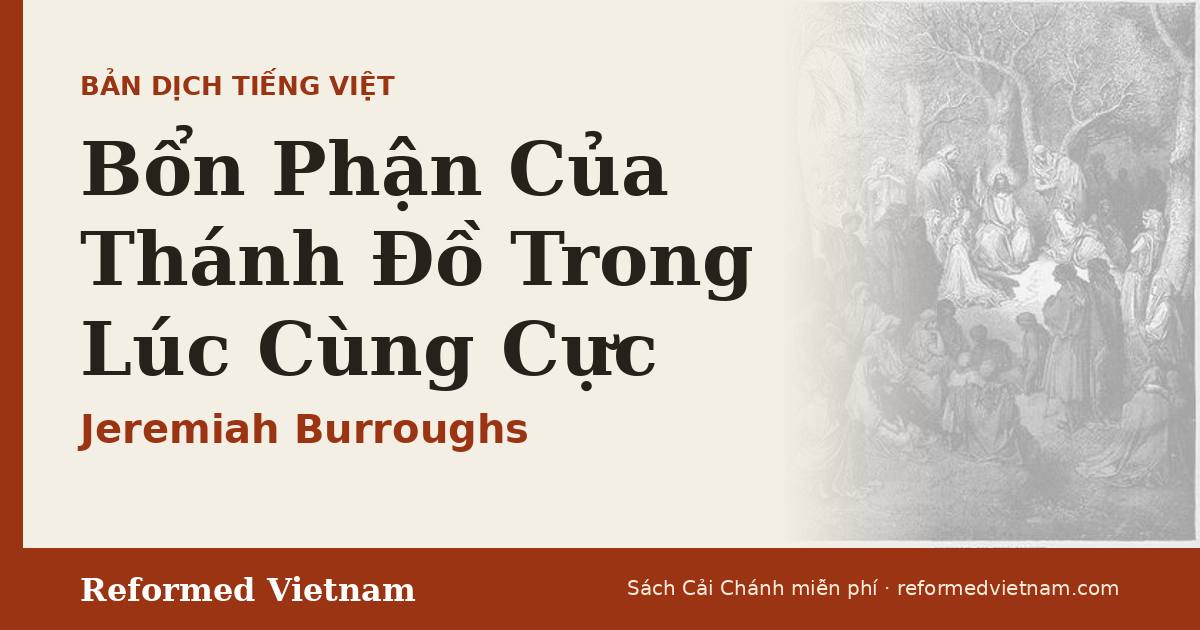 BẢN DỊCH TIẾNG VIỆT
Bổn Phận Của
Thánh Đồ Trong
Lúc Cùng Cực
Jeremiah Burroughs
Reformed Vietnam
Sách Cải Chánh miễn phí · reformedvietnam.com